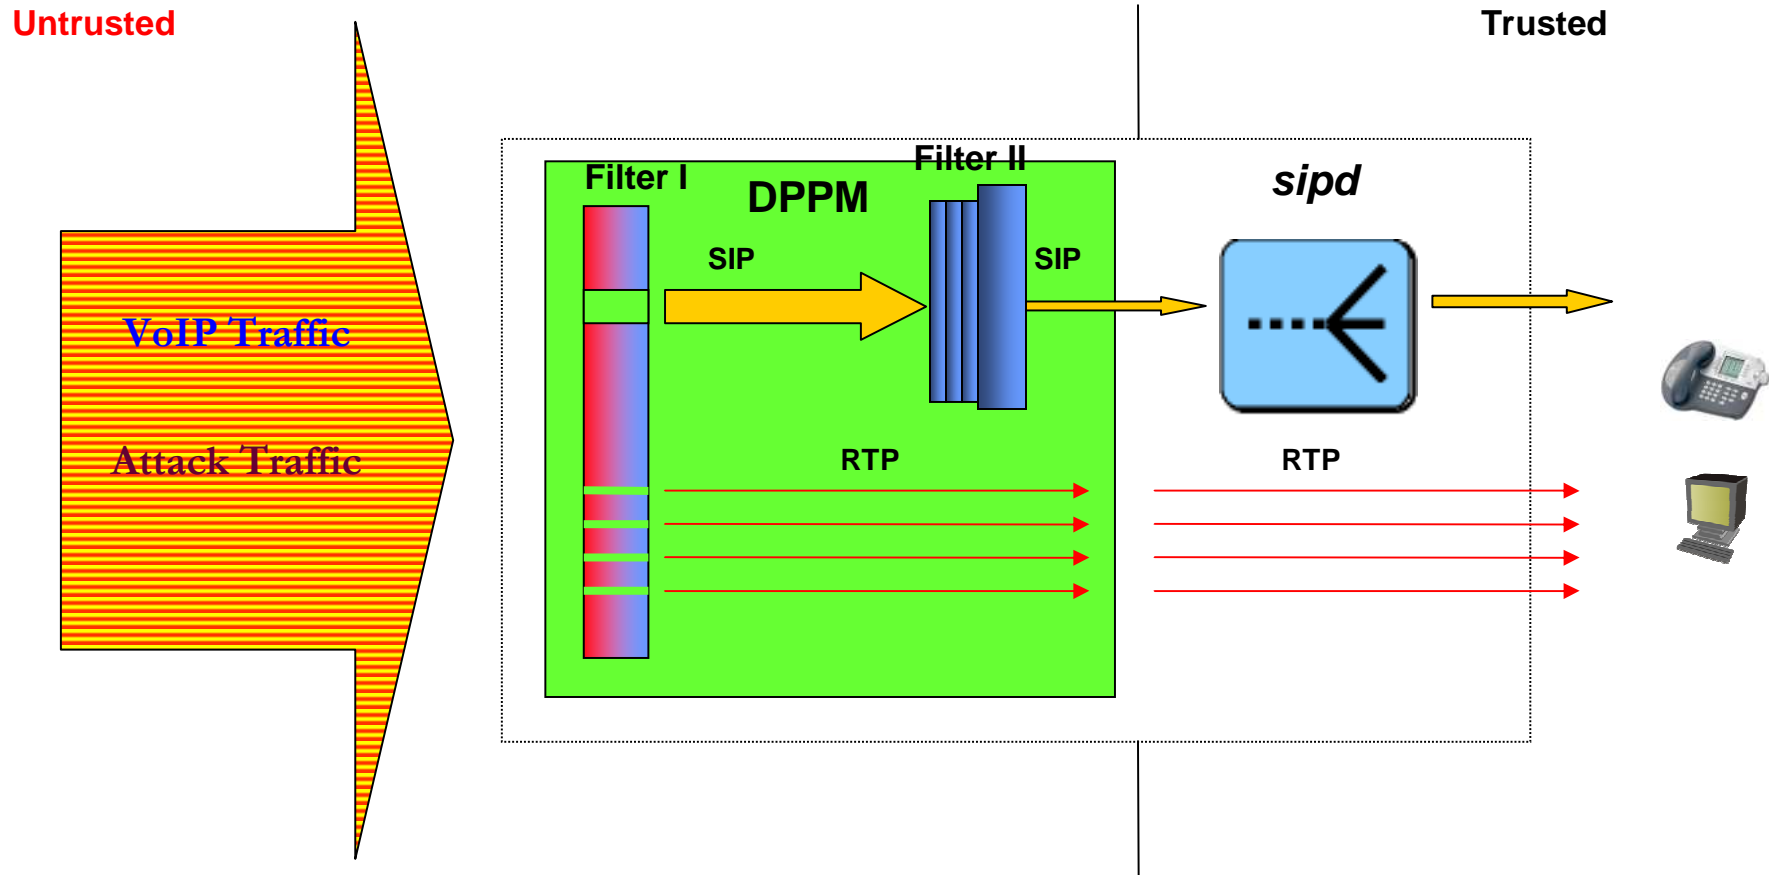 Untrusted
Trusted
Filter I
DPPM
Filter II
sipd
SIP
SIP
VoIP Traffic
Attack Traffic
RTP
RTP